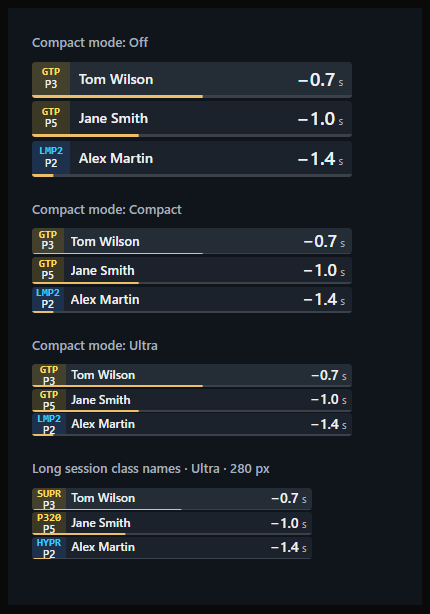 Compact mode: Off
GTP
P3
Tom Wilson
−0.7 s
GTP
P5
Jane Smith
−1.0 s
LMP2
P2
Alex Martin
−1.4 s
Compact mode: Compact
GTP
P3
Tom Wilson
−0.7 s
GTP
P5
Jane Smith
−1.0 s
LMP2
P2
Alex Martin
−1.4 s
Compact mode: Ultra
GTP
P3
Tom Wilson
−0.7 s
GTP
P5
Jane Smith
−1.0 s
LMP2
P2
Alex Martin
−1.4 s
Long session class names · Ultra · 280 px
SUPR
P3
Tom Wilson
−0.7 s
P320
P5
Jane Smith
−1.0 s
HYPR
P2
Alex Martin
−1.4 s